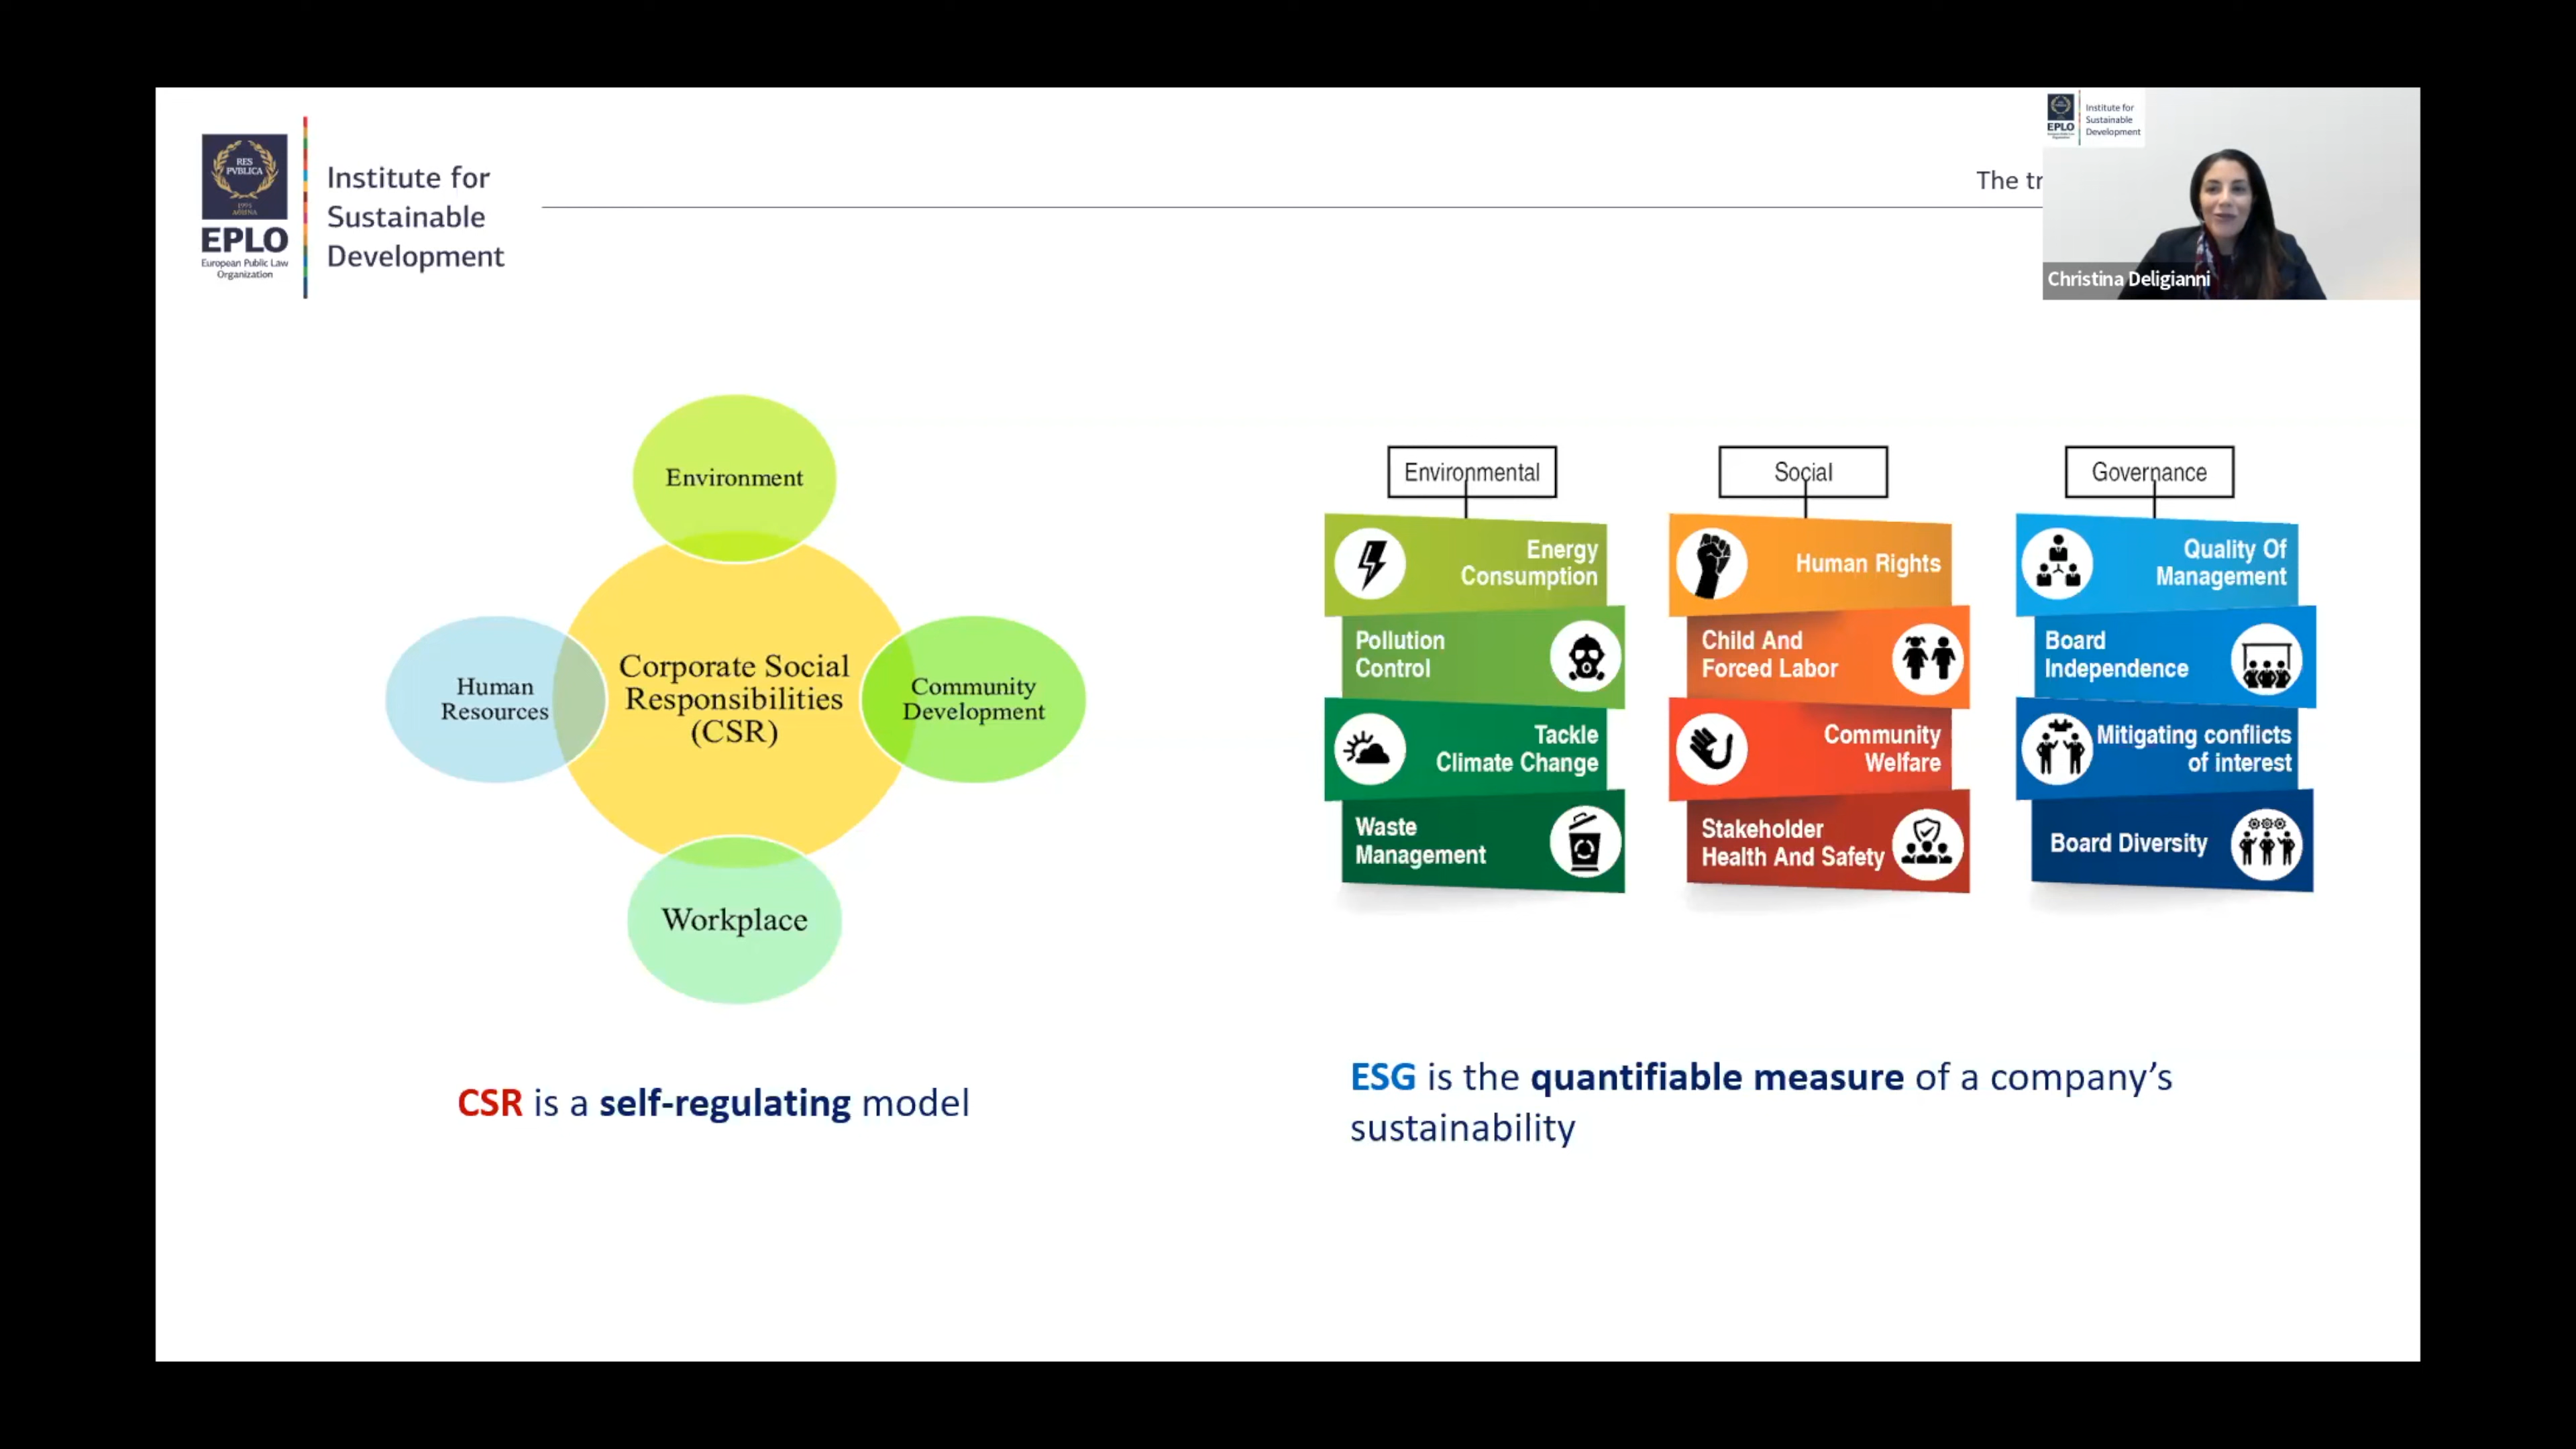 RES
PVBLICA
1991
AΘHNA
EPLO
European Public Law
Organization
Institute for
Sustainable
Development
The tr
Institute for
Sustainable
Development
EPLO
Christina Deligianni
Environment
Human
Resources
Corporate Social
Responsibilities
(CSR)
Community
Development
Workplace
CSR is a self-regulating model
Environmental
Energy
Consumption
Pollution
Control
Tackle
Climate Change
Waste
Management
Social
Human Rights
Child And
Forced Labor
Community
Welfare
Stakeholder
Health And Safety
Governance
Quality Of
Management
Board
Independence
Mitigating conflicts
of interest
Board Diversity
ESG is the quantifiable measure of a company’s
sustainability